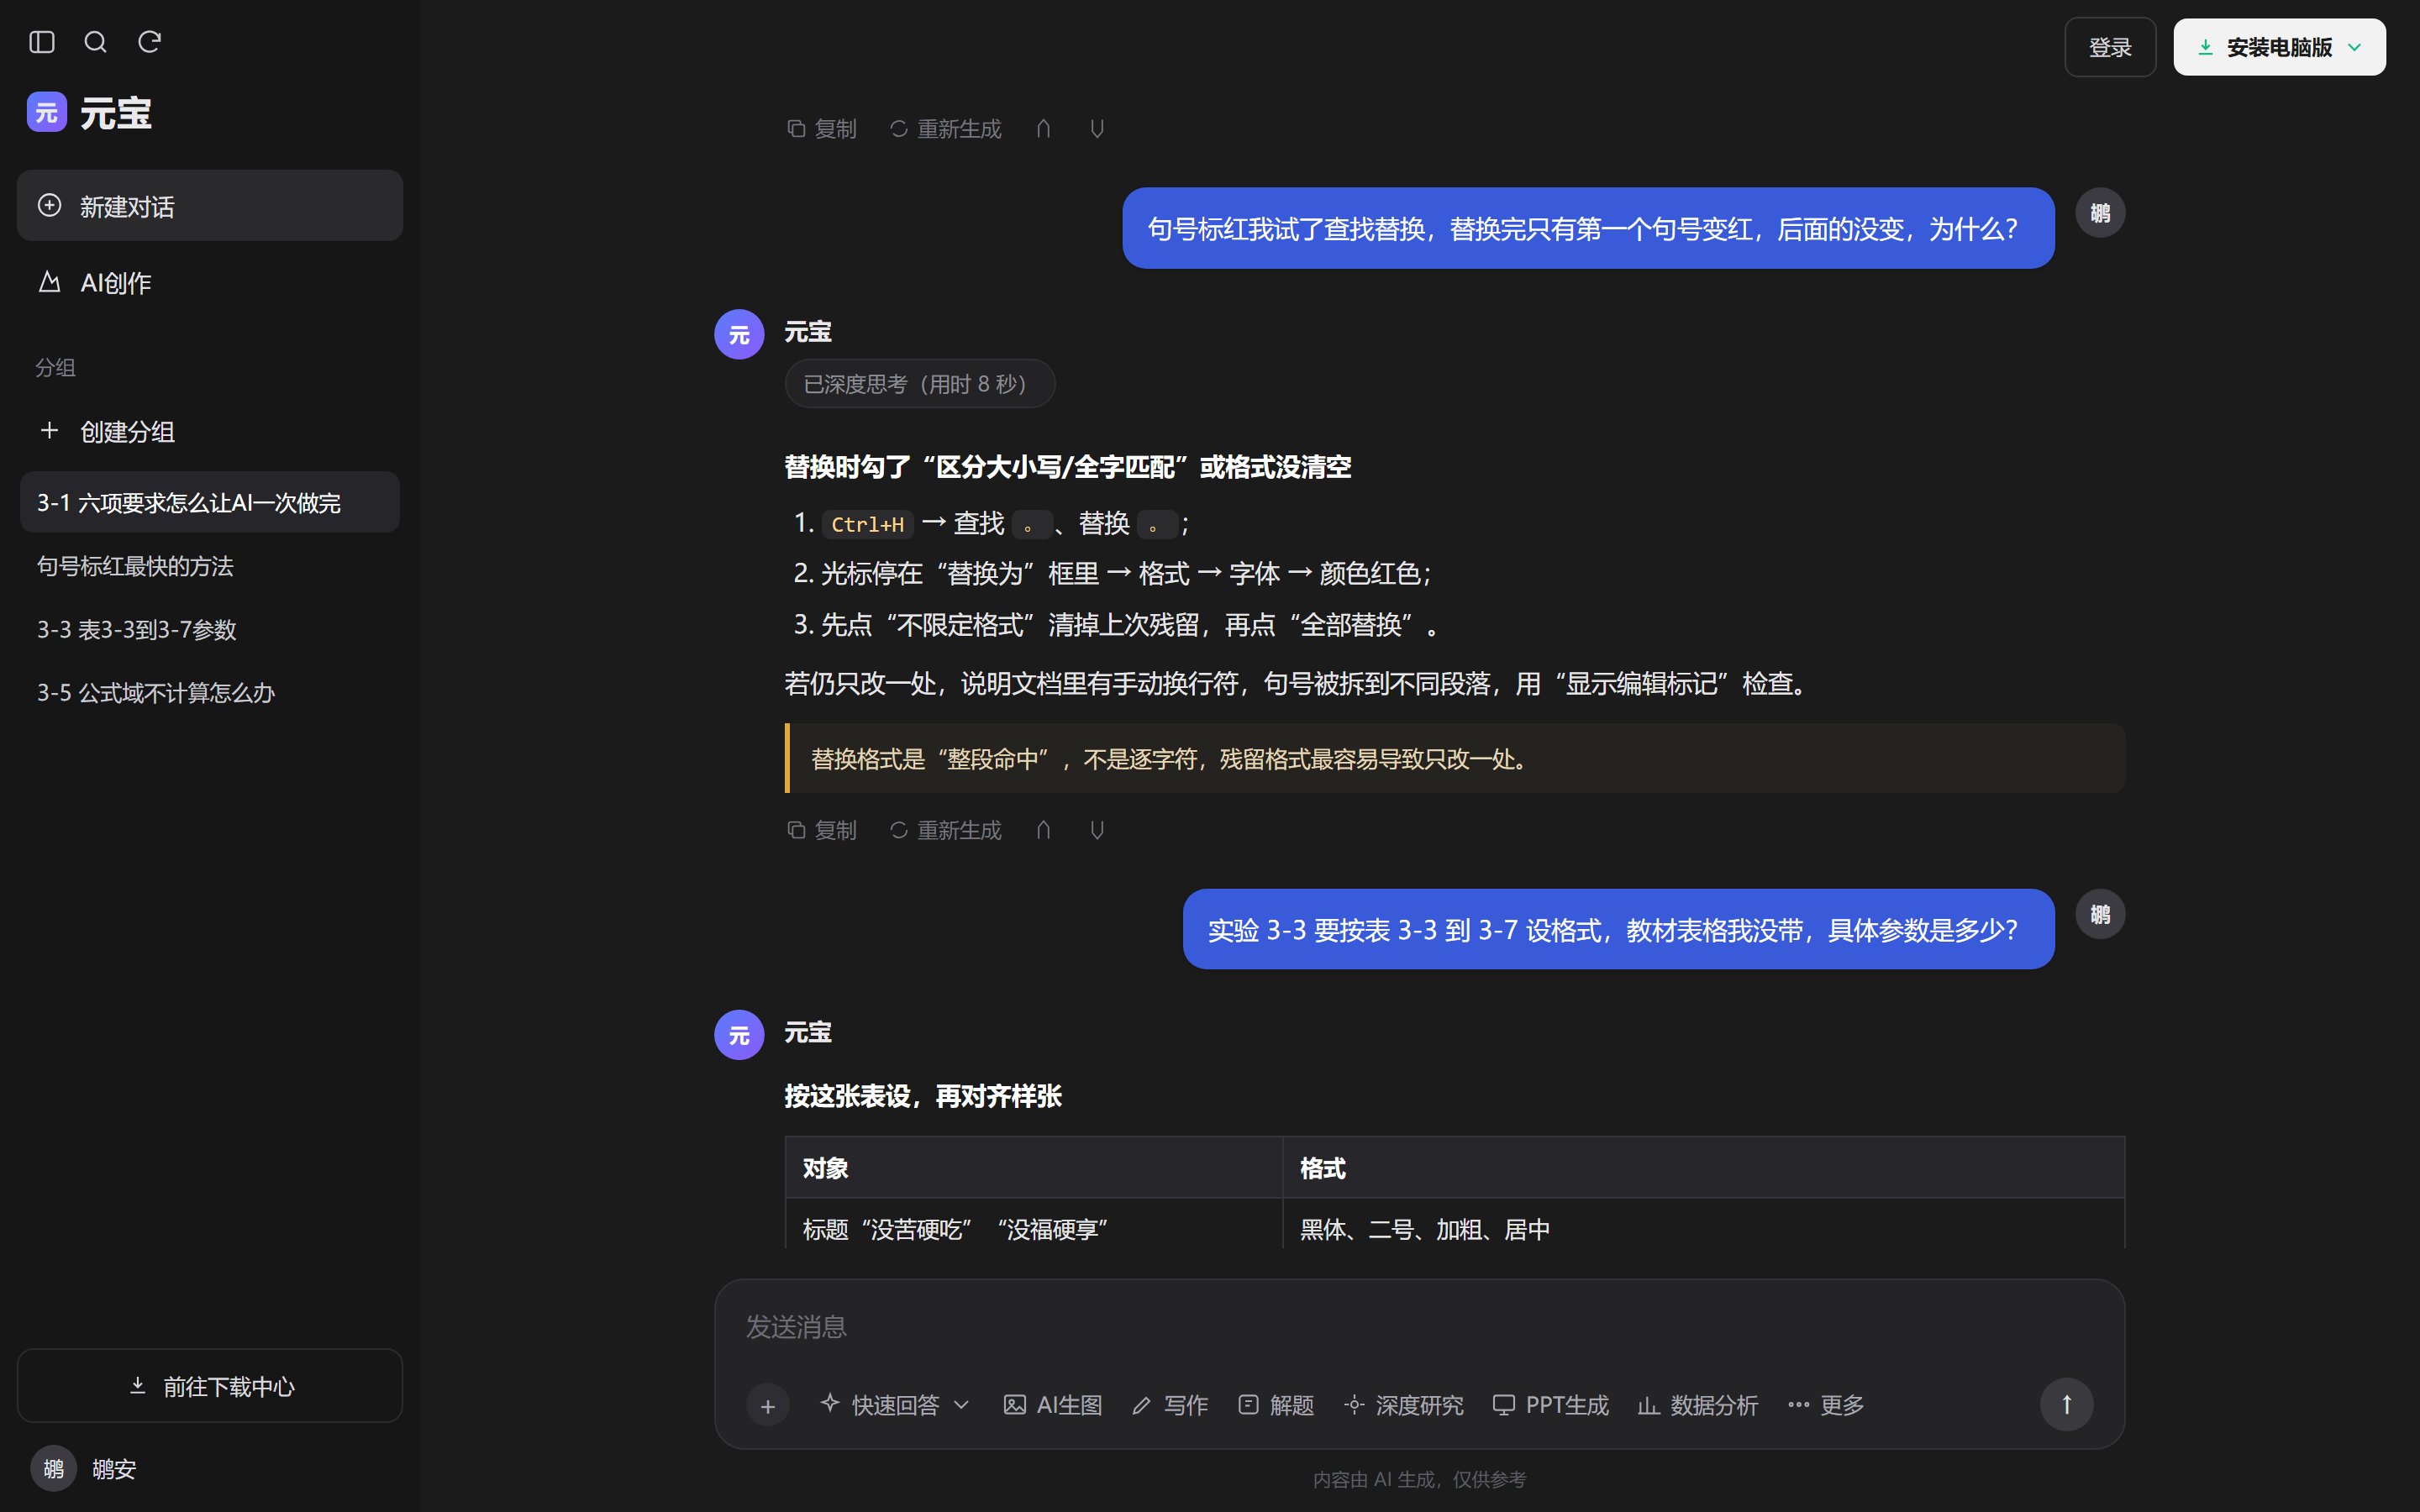 元 元宝
新建对话
AI创作
分组
创建分组
3-1 六项要求怎么让AI一次做完
句号标红最快的方法
3-3 表3-3到3-7参数
3-5 公式域不计算怎么办
前往下载中心
鹕 鹕安
登录
安装电脑版
复制 重新生成
句号标红我试了查找替换，替换完只有第一个句号变红，后面的没变，为什么？
鹕
元 元宝
已深度思考（用时 8 秒）
替换时勾了“区分大小写/全字匹配”或格式没清空
1. Ctrl+H → 查找 。、替换 。；
2. 光标停在“替换为”框里 → 格式 → 字体 → 颜色红色；
3. 先点“不限定格式”清掉上次残留，再点“全部替换”。
若仍只改一处，说明文档里有手动换行符，句号被拆到不同段落，用“显示编辑标记”检查。
替换格式是“整段命中”，不是逐字符，残留格式最容易导致只改一处。
复制 重新生成
实验 3-3 要按表 3-3 到 3-7 设格式，教材表格我没带，具体参数是多少？
鹕
元 元宝
按这张表设，再对齐样张
对象 格式
标题“没苦硬吃”“没福硬享” 黑体、二号、加粗、居中
发送消息
快速回答 AI生图 写作 解题 深度研究 PPT生成 数据分析 更多
内容由 AI 生成，仅供参考